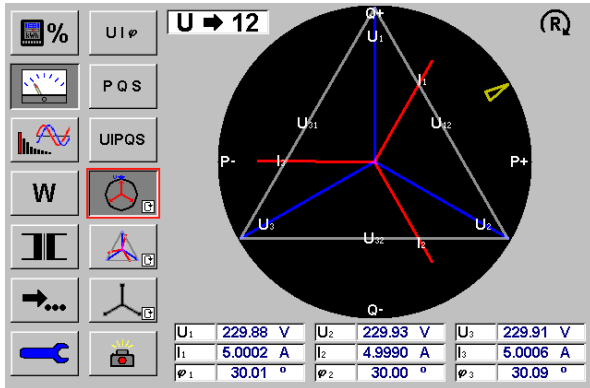 %
U I φ
U ➡ 12
R
P Q S
UIPQS
W
Q+
U1
I1
U31
U12
P-
I3
P+
U3
U2
U32
I2
Q-
U1 229.88 V U2 229.93 V U3 229.91 V
I1 5.0002 A I2 4.9990 A I3 5.0006 A
φ1 30.01 º φ2 30.00 º φ3 30.09 º